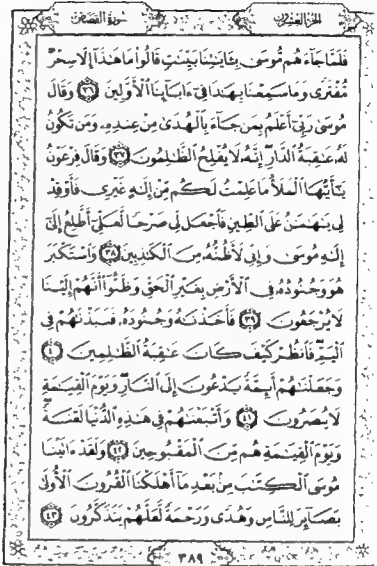 الجزء العشرون
سورة القصص
فَلَمَّا جَاءَهُم مُّوسَى بِـَٔايَـٰتِنَا بَيِّنَـٰتٍ قَالُوا۟ مَا هَـٰذَآ إِلَّا سِحْرٌ
مُّفْتَرًى وَمَا سَمِعْنَا بِهَـٰذَا فِىٓ ءَابَآئِنَا ٱلْأَوَّلِينَ ٣٦ وَقَالَ
مُوسَى رَبِّىٓ أَعْلَمُ بِمَن جَآءَ بِٱلْهُدَىٰ مِنْ عِندِهِۦ وَمَن تَكُونُ
لَهُۥ عَـٰقِبَةُ ٱلدَّارِ إِنَّهُۥ لَا يُفْلِحُ ٱلظَّـٰلِمُونَ ٣٧ وَقَالَ فِرْعَوْنُ
يَـٰٓأَيُّهَا ٱلْمَلَأُ مَا عَلِمْتُ لَكُم مِّنْ إِلَـٰهٍ غَيْرِى فَأَوْقِدْ
لِى يَـٰهَـٰمَـٰنُ عَلَى ٱلطِّينِ فَٱجْعَل لِّى صَرْحًا لَّعَلِّىٓ أَطَّلِعُ إِلَىٰٓ
إِلَـٰهِ مُوسَىٰ وَإِنِّى لَأَظُنُّهُۥ مِنَ ٱلْكَـٰذِبِينَ ٣٨ وَٱسْتَكْبَرَ
هُوَ وَجُنُودُهُۥ فِى ٱلْأَرْضِ بِغَيْرِ ٱلْحَقِّ وَظَنُّوٓا۟ أَنَّهُمْ إِلَيْنَا
لَا يُرْجَعُونَ ٣٩ فَأَخَذْنَـٰهُ وَجُنُودَهُۥ فَنَبَذْنَـٰهُمْ فِى
ٱلْيَمِّ فَٱنظُرْ كَيْفَ كَانَ عَـٰقِبَةُ ٱلظَّـٰلِمِينَ ٤٠
وَجَعَلْنَـٰهُمْ أَئِمَّةً يَدْعُونَ إِلَى ٱلنَّارِ وَيَوْمَ ٱلْقِيَـٰمَةِ
لَا يُنصَرُونَ ٤١ وَأَتْبَعْنَـٰهُمْ فِى هَـٰذِهِ ٱلدُّنْيَا لَعْنَةً
وَيَوْمَ ٱلْقِيَـٰمَةِ هُم مِّنَ ٱلْمَقْبُوحِينَ ٤٢ وَلَقَدْ ءَاتَيْنَا
مُوسَى ٱلْكِتَـٰبَ مِنۢ بَعْدِ مَآ أَهْلَكْنَا ٱلْقُرُونَ ٱلْأُولَىٰ
بَصَآئِرَ لِلنَّاسِ وَهُدًى وَرَحْمَةً لَّعَلَّهُمْ يَتَذَكَّرُونَ ٤٣
٣٨٩